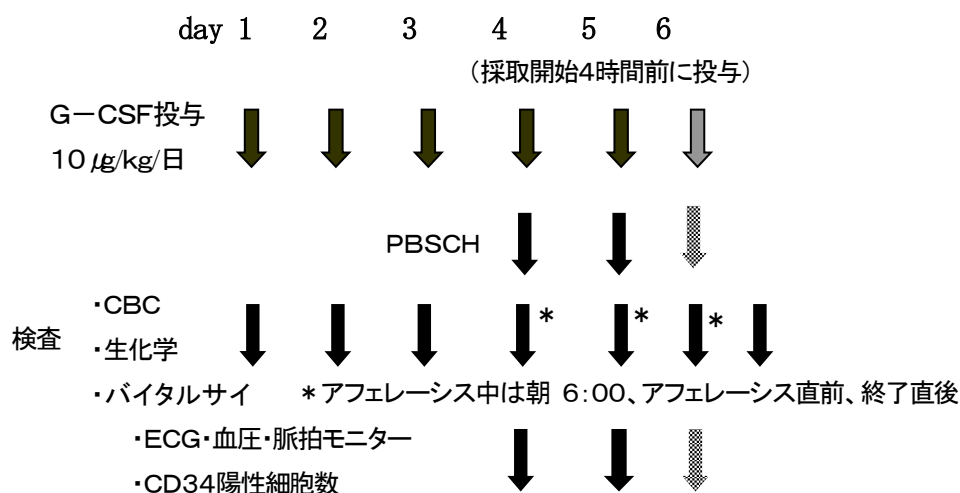 day 1 2 3 4 5 6
（採取開始4時間前に投与）
G－CSF投与
10㎍/kg/日
PBSCH
・CBC
＊ ＊ ＊
検査
・生化学
・バイタルサイ ＊アフェレーシス中は朝 6:00、アフェレーシス直前、終了直後
・ECG・血圧・脈拍モニター
・CD34陽性細胞数